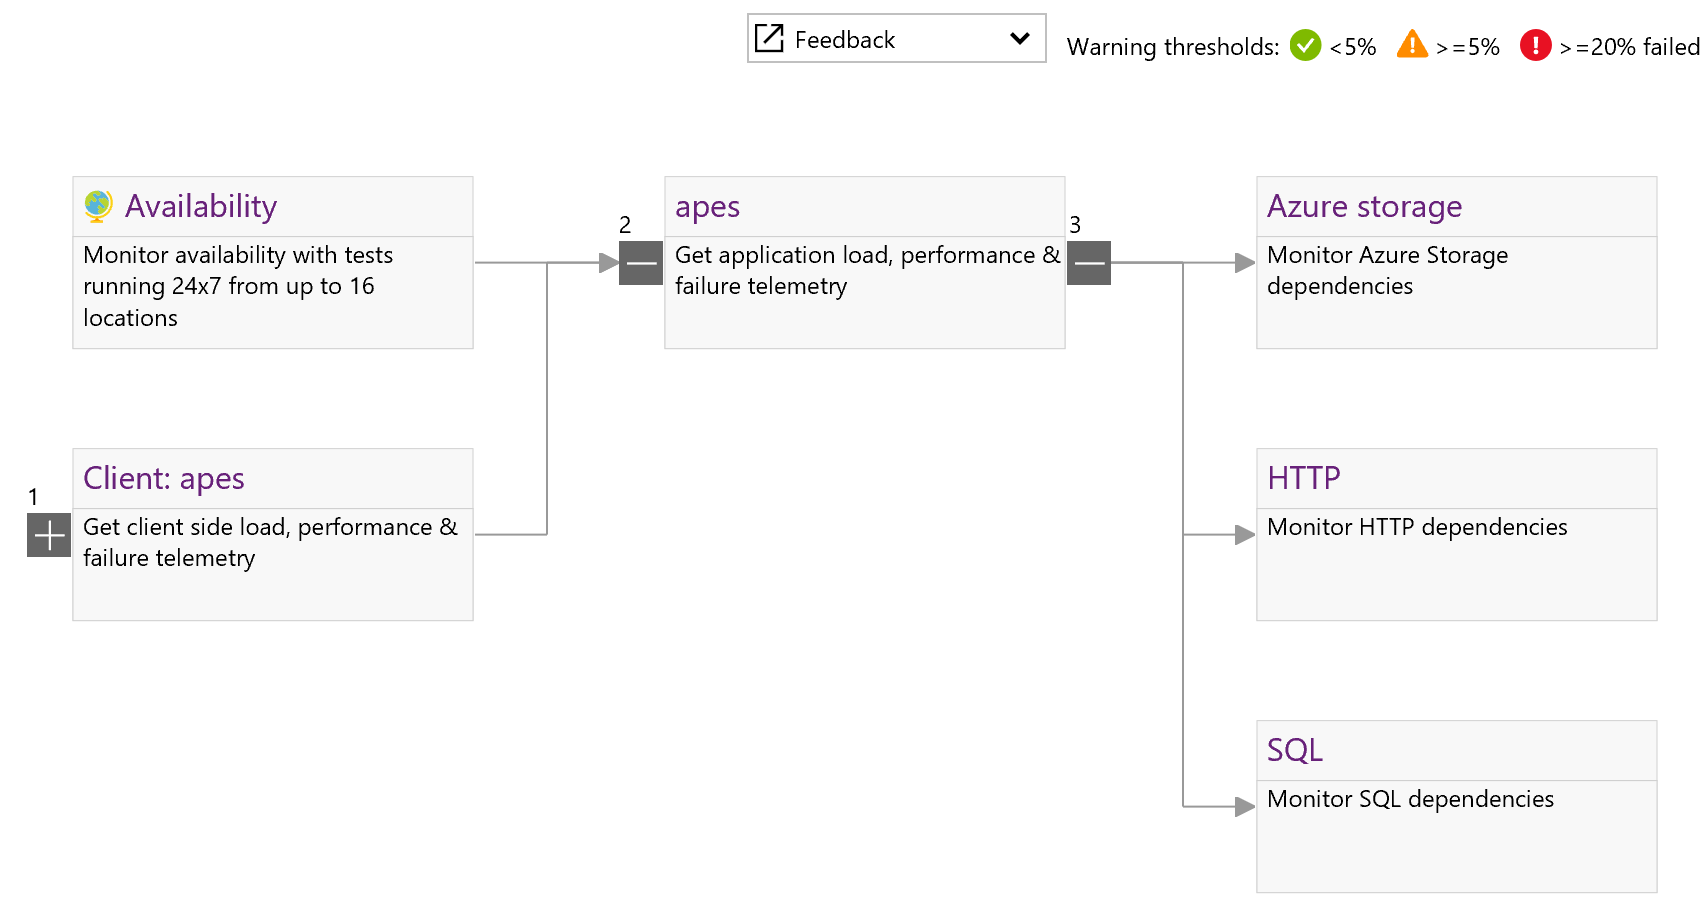 Feedback
Warning thresholds: <5% >=5% >=20% failed
Availability
Monitor availability with tests
running 24x7 from up to 16
locations
2
apes
Get application load, performance &
failure telemetry
3
Azure storage
Monitor Azure Storage
dependencies
1
Client: apes
Get client side load, performance &
failure telemetry
HTTP
Monitor HTTP dependencies
SQL
Monitor SQL dependencies